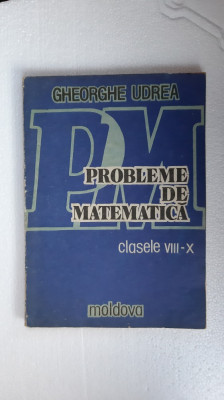 GHEORGHE UDREA
PM
PROBLEME
DE
MATEMATICĂ
clasele VIII-X
moldova